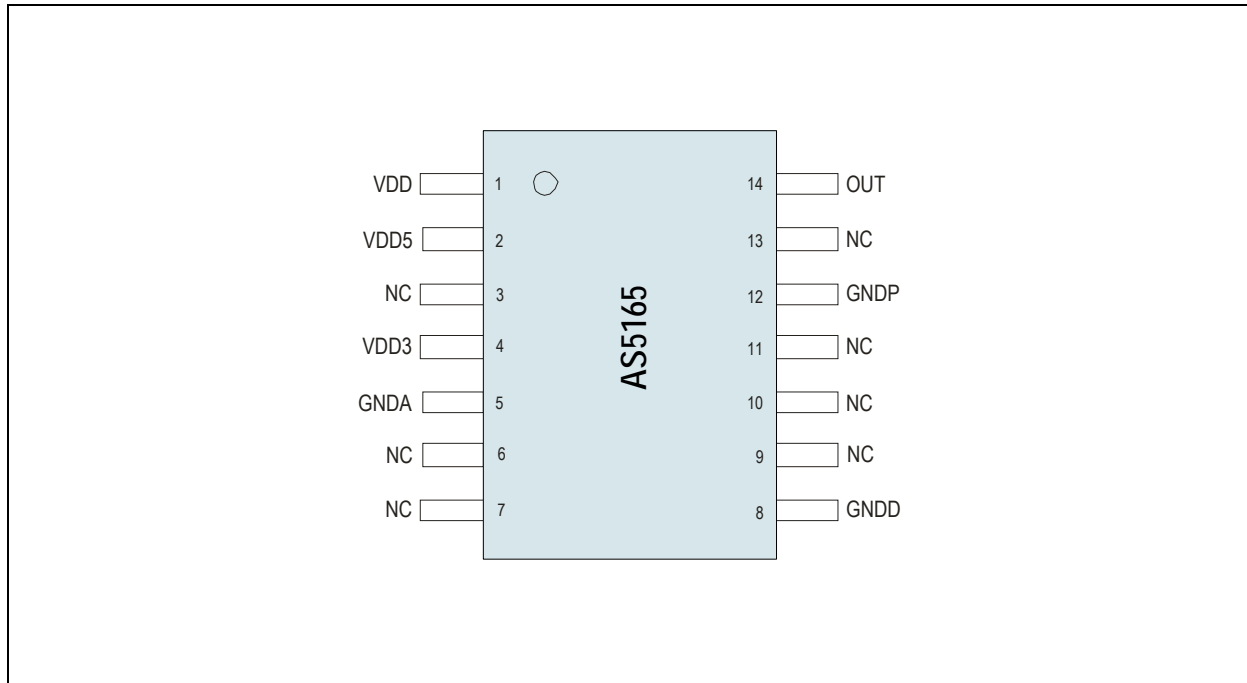 VDD 1 14 OUT
VDD5 2 13 NC
NC 3 12 GNDP
VDD3 4 11 NC
GNDA 5 10 NC
NC 6 9 NC
NC 7 8 GNDD
AS5165